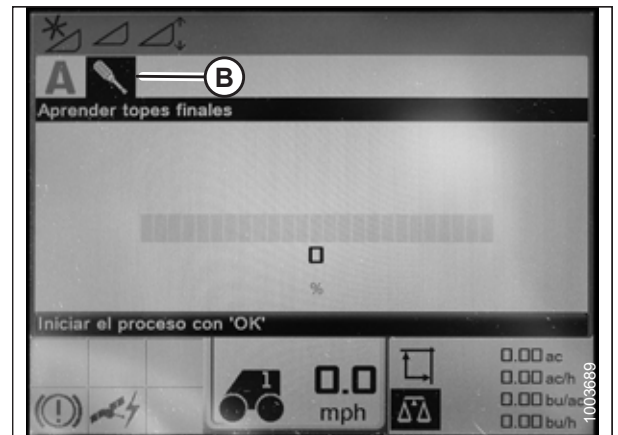 A
B
Aprender topes finales
0
%
Iniciar el proceso con 'OK'
1
0.0
mph
0.00 ac
0.00 ac/h
0.00 bu/ac
0.00 bu/h
1003689